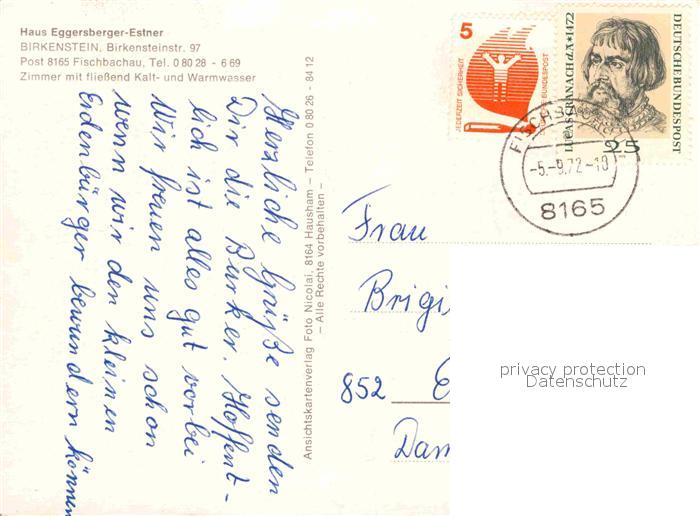 Haus Eggersberger-Estner
BIRKENSTEIN, Birkensteinstr. 97
Post 8165 Fischbachau, Tel. 0 80 28 - 6 69
Zimmer mit fließend Kalt- und Warmwasser
Herzliche Grüße senden
Dir die Burker. Hoffent-
lich ist alles gut vorbei
Wir freuen uns schon
wenn wir den kleinen
Erdenbürger bewundern können
Ansichtskartenverlag Foto Nicolai, 8164 Hausham – Telefon 0 80 26 - 84 12
– Alle Rechte vorbehalten –
5
JEDERZEIT SICHERHEIT
DEUTSCHE BUNDESPOST
LUCAS CRANACH d.Ä * 1472
DEUTSCHE BUNDESPOST
25
-5.-9.72-10
8165
Frau
Brigi
852 E
Dam
privacy protection
Datenschutz